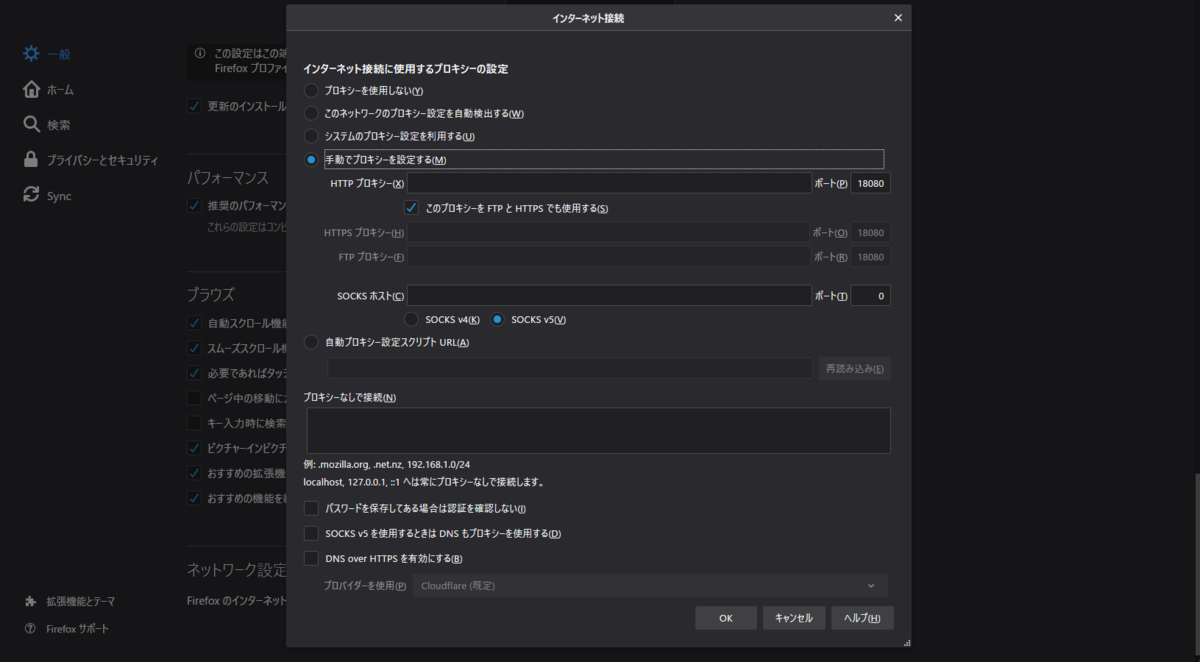 インターネット接続
一般
ホーム
検索
プライバシーとセキュリティ
Sync
拡張機能とテーマ
Firefox サポート
この設定はこの端
Firefox プロファイ
更新のインストール
パフォーマンス
推奨のパフォーマン
これらの設定はコンピ
ブラウズ
自動スクロール機能
スムーズスクロール機
必要であればタッチ
ページ中の移動に
キー入力時に検索
ピクチャーインピクチ
おすすめの拡張機
おすすめの機能を
ネットワーク設定
Firefox のインターネット
インターネット接続に使用するプロキシーの設定
プロキシーを使用しない(Y)
このネットワークのプロキシー設定を自動検出する(W)
システムのプロキシー設定を利用する(U)
手動でプロキシーを設定する(M)
HTTP プロキシー(X) ポート(P) 18080
このプロキシーを FTP と HTTPS でも使用する(S)
HTTPS プロキシー(H) ポート(O) 18080
FTP プロキシー(F) ポート(R) 18080
SOCKS ホスト(C) ポート(T) 0
SOCKS v4(K) SOCKS v5(V)
自動プロキシー設定スクリプト URL(A)
再読み込み(E)
プロキシーなしで接続(N)
例: .mozilla.org, .net.nz, 192.168.1.0/24
localhost, 127.0.0.1, ::1 へは常にプロキシーなしで接続します。
パスワードを保存してある場合は認証を確認しない(I)
SOCKS v5 を使用するときは DNS もプロキシーを使用する(D)
DNS over HTTPS を有効にする(B)
プロバイダーを使用(P) Cloudflare (既定)
OK キャンセル ヘルプ(H)